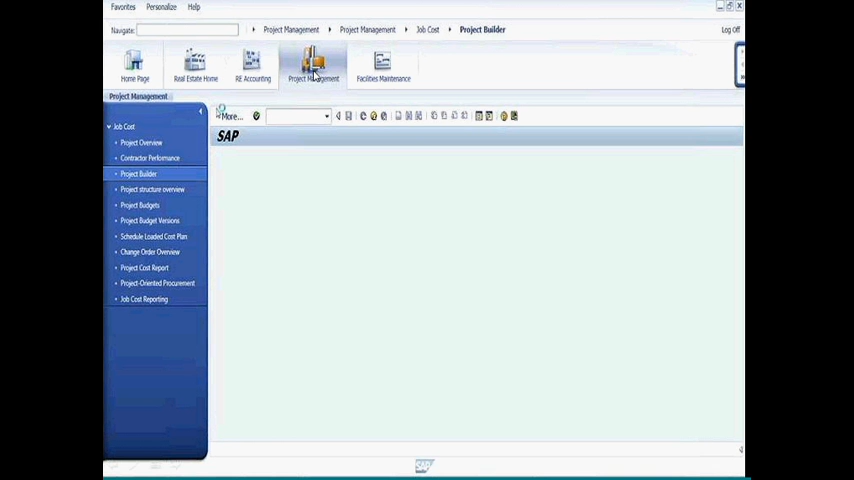 Favorites Personalize Help
Navigate: Project Management Project Management Job Cost Project Builder Log Off
Home Page Real Estate Home RE Accounting Project Management Facilities Maintenance
Project Management
More...
Job Cost
SAP
Project Overview
Contractor Performance
Project Builder
Project structure overview
Project Budgets
Project Budget Versions
Schedule Loaded Cost Plan
Change Order Overview
Project Cost Report
Project-Oriented Procurement
Job Cost Reporting
SAP